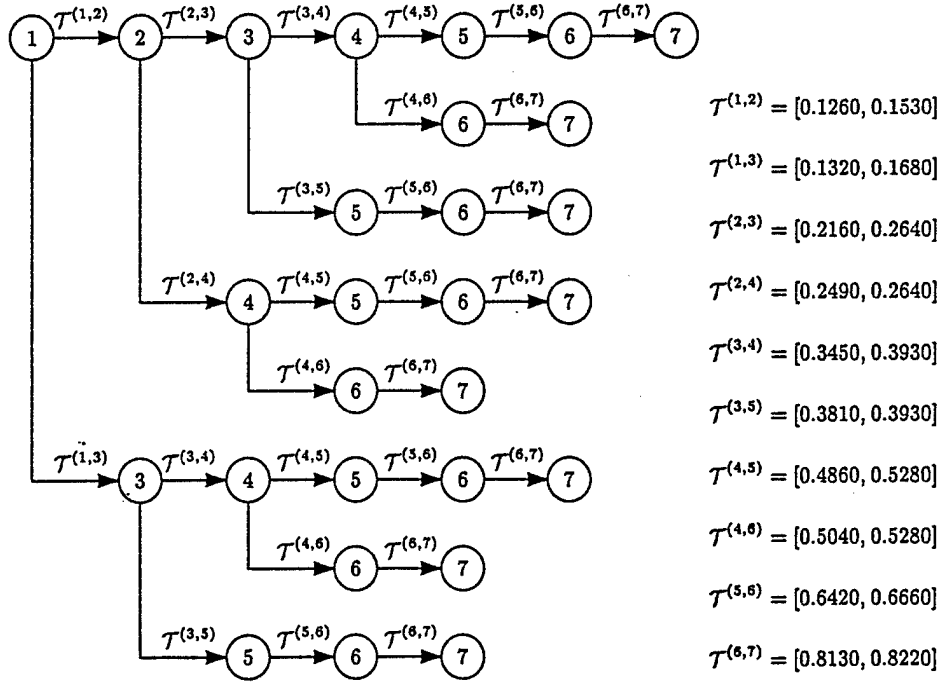 𝒯^(1,2) 𝒯^(2,3) 𝒯^(3,4) 𝒯^(4,5) 𝒯^(5,6) 𝒯^(6,7)
1 2 3 4 5 6 7
𝒯^(4,6) 𝒯^(6,7)
6 7
𝒯^(3,5) 𝒯^(5,6) 𝒯^(6,7)
5 6 7
𝒯^(2,4) 𝒯^(4,5) 𝒯^(5,6) 𝒯^(6,7)
4 5 6 7
𝒯^(4,6) 𝒯^(6,7)
6 7
𝒯^(1,3) 𝒯^(3,4) 𝒯^(4,5) 𝒯^(5,6) 𝒯^(6,7)
3 4 5 6 7
𝒯^(4,6) 𝒯^(6,7)
6 7
𝒯^(3,5) 𝒯^(5,6) 𝒯^(6,7)
5 6 7
𝒯^(1,2) = [0.1260, 0.1530]
𝒯^(1,3) = [0.1320, 0.1680]
𝒯^(2,3) = [0.2160, 0.2640]
𝒯^(2,4) = [0.2490, 0.2640]
𝒯^(3,4) = [0.3450, 0.3930]
𝒯^(3,5) = [0.3810, 0.3930]
𝒯^(4,5) = [0.4860, 0.5280]
𝒯^(4,6) = [0.5040, 0.5280]
𝒯^(5,6) = [0.6420, 0.6660]
𝒯^(6,7) = [0.8130, 0.8220]